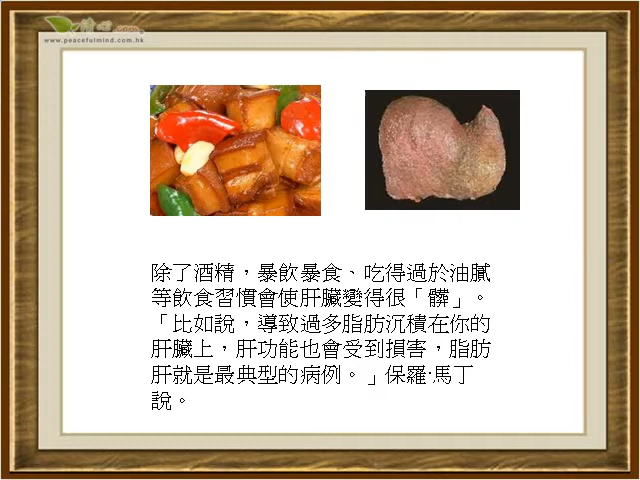 情心.com
www.peacefulmind.com.hk
除了酒精，暴飲暴食、吃得過於油膩
等飲食習慣會使肝臟變得很「髒」。
「比如說，導致過多脂肪沉積在你的
肝臟上，肝功能也會受到損害，脂肪
肝就是最典型的病例。」保羅·馬丁
說。